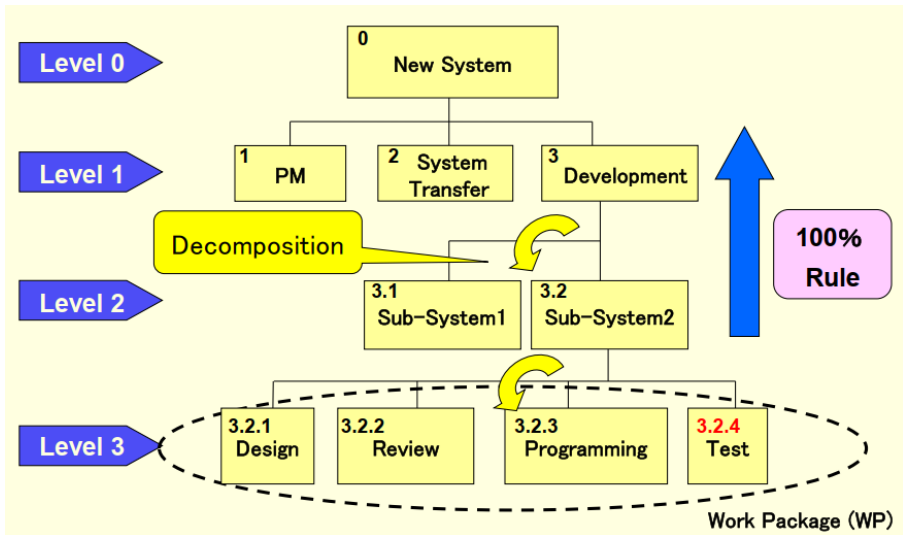 Level 0
0
New System
Level 1
1
PM
2
System
Transfer
3
Development
Decomposition
100%
Rule
Level 2
3.1
Sub-System1
3.2
Sub-System2
Level 3
3.2.1
Design
3.2.2
Review
3.2.3
Programming
3.2.4
Test
Work Package (WP)